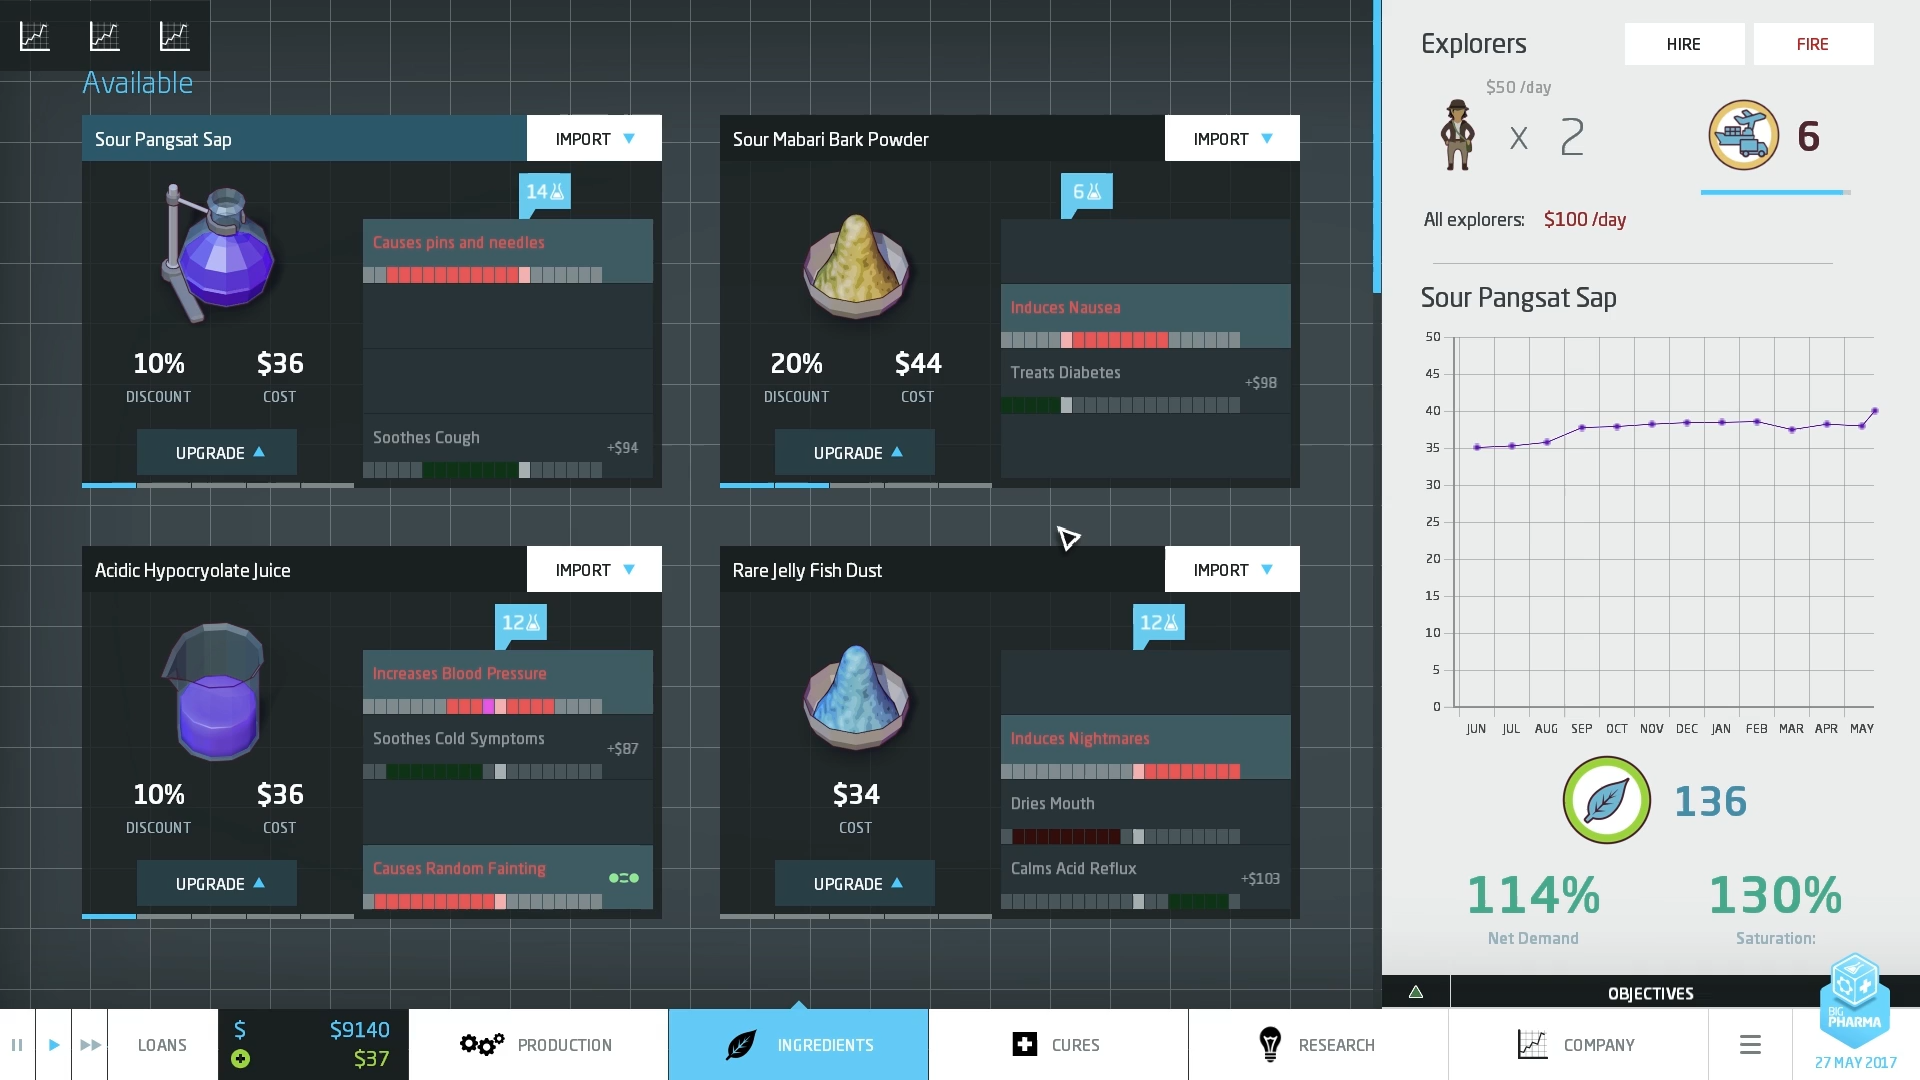 Available
Sour Pangsat Sap
IMPORT
14
Causes pins and needles
10%
DISCOUNT
$36
COST
UPGRADE
Soothes Cough
+$94
Sour Mabari Bark Powder
IMPORT
6
Induces Nausea
Treats Diabetes
+$98
20%
DISCOUNT
$44
COST
UPGRADE
Acidic Hypocryolate Juice
IMPORT
12
Increases Blood Pressure
Soothes Cold Symptoms
+$87
10%
DISCOUNT
$36
COST
UPGRADE
Causes Random Fainting
Rare Jelly Fish Dust
IMPORT
12
Induces Nightmares
Dries Mouth
$34
COST
Calms Acid Reflux
+$103
UPGRADE
Explorers
HIRE
FIRE
$50 /day
x 2
6
All explorers: $100 /day
Sour Pangsat Sap
50
45
40
35
30
25
20
15
10
5
0
JUN JUL AUG SEP OCT NOV DEC JAN FEB MAR APR MAY
136
114%
Net Demand
130%
Saturation:
OBJECTIVES
LOANS
$ $9140
$37
PRODUCTION
INGREDIENTS
CURES
RESEARCH
COMPANY
BIG
PHARMA
27 MAY 2017